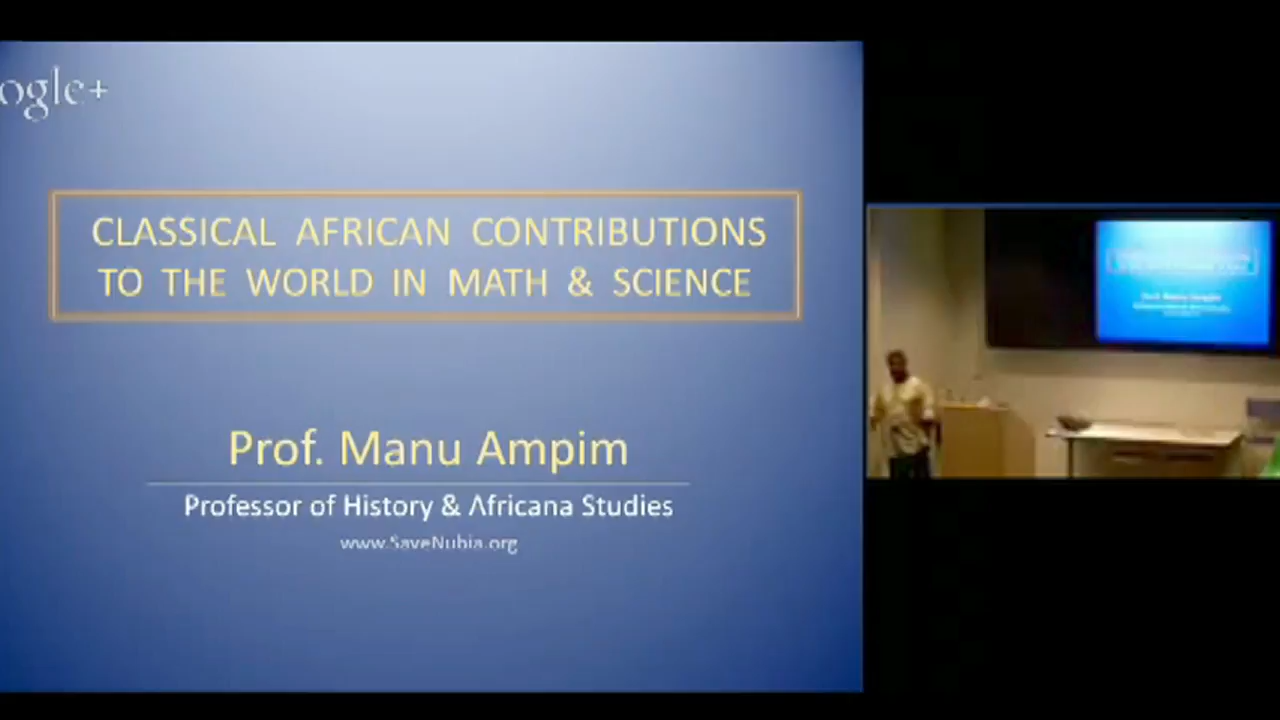 ogle+
CLASSICAL AFRICAN CONTRIBUTIONS
TO THE WORLD IN MATH & SCIENCE
Prof. Manu Ampim
Professor of History & Africana Studies
www.SaveNubia.org